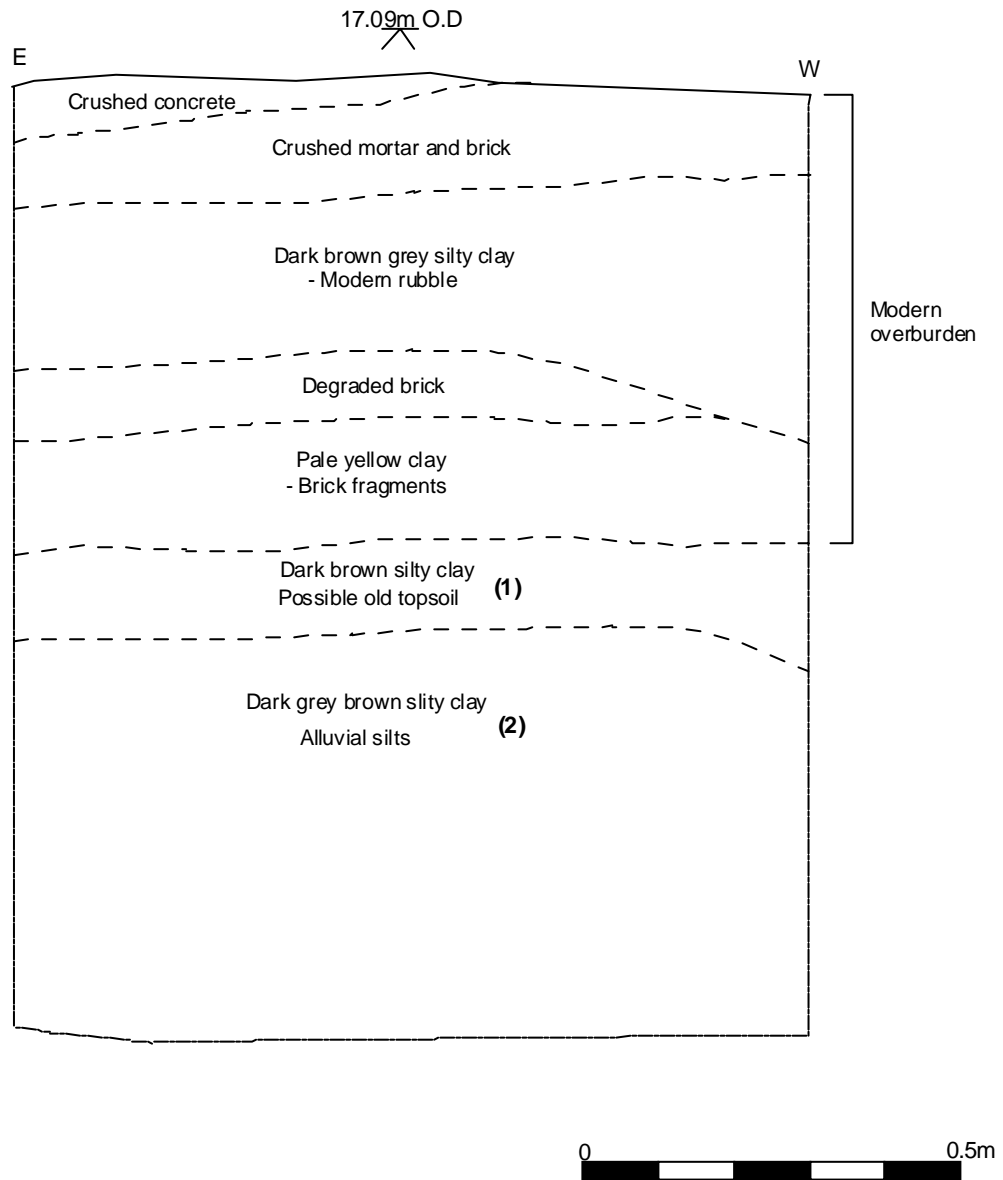 17.09m O.D
E
W
Crushed concrete
Crushed mortar and brick
Dark brown grey silty clay
- Modern rubble
Modern
overburden
Degraded brick
Pale yellow clay
- Brick fragments
Dark brown silty clay
Possible old topsoil
(1)
Dark grey brown slity clay
Alluvial silts
(2)
0
0.5m